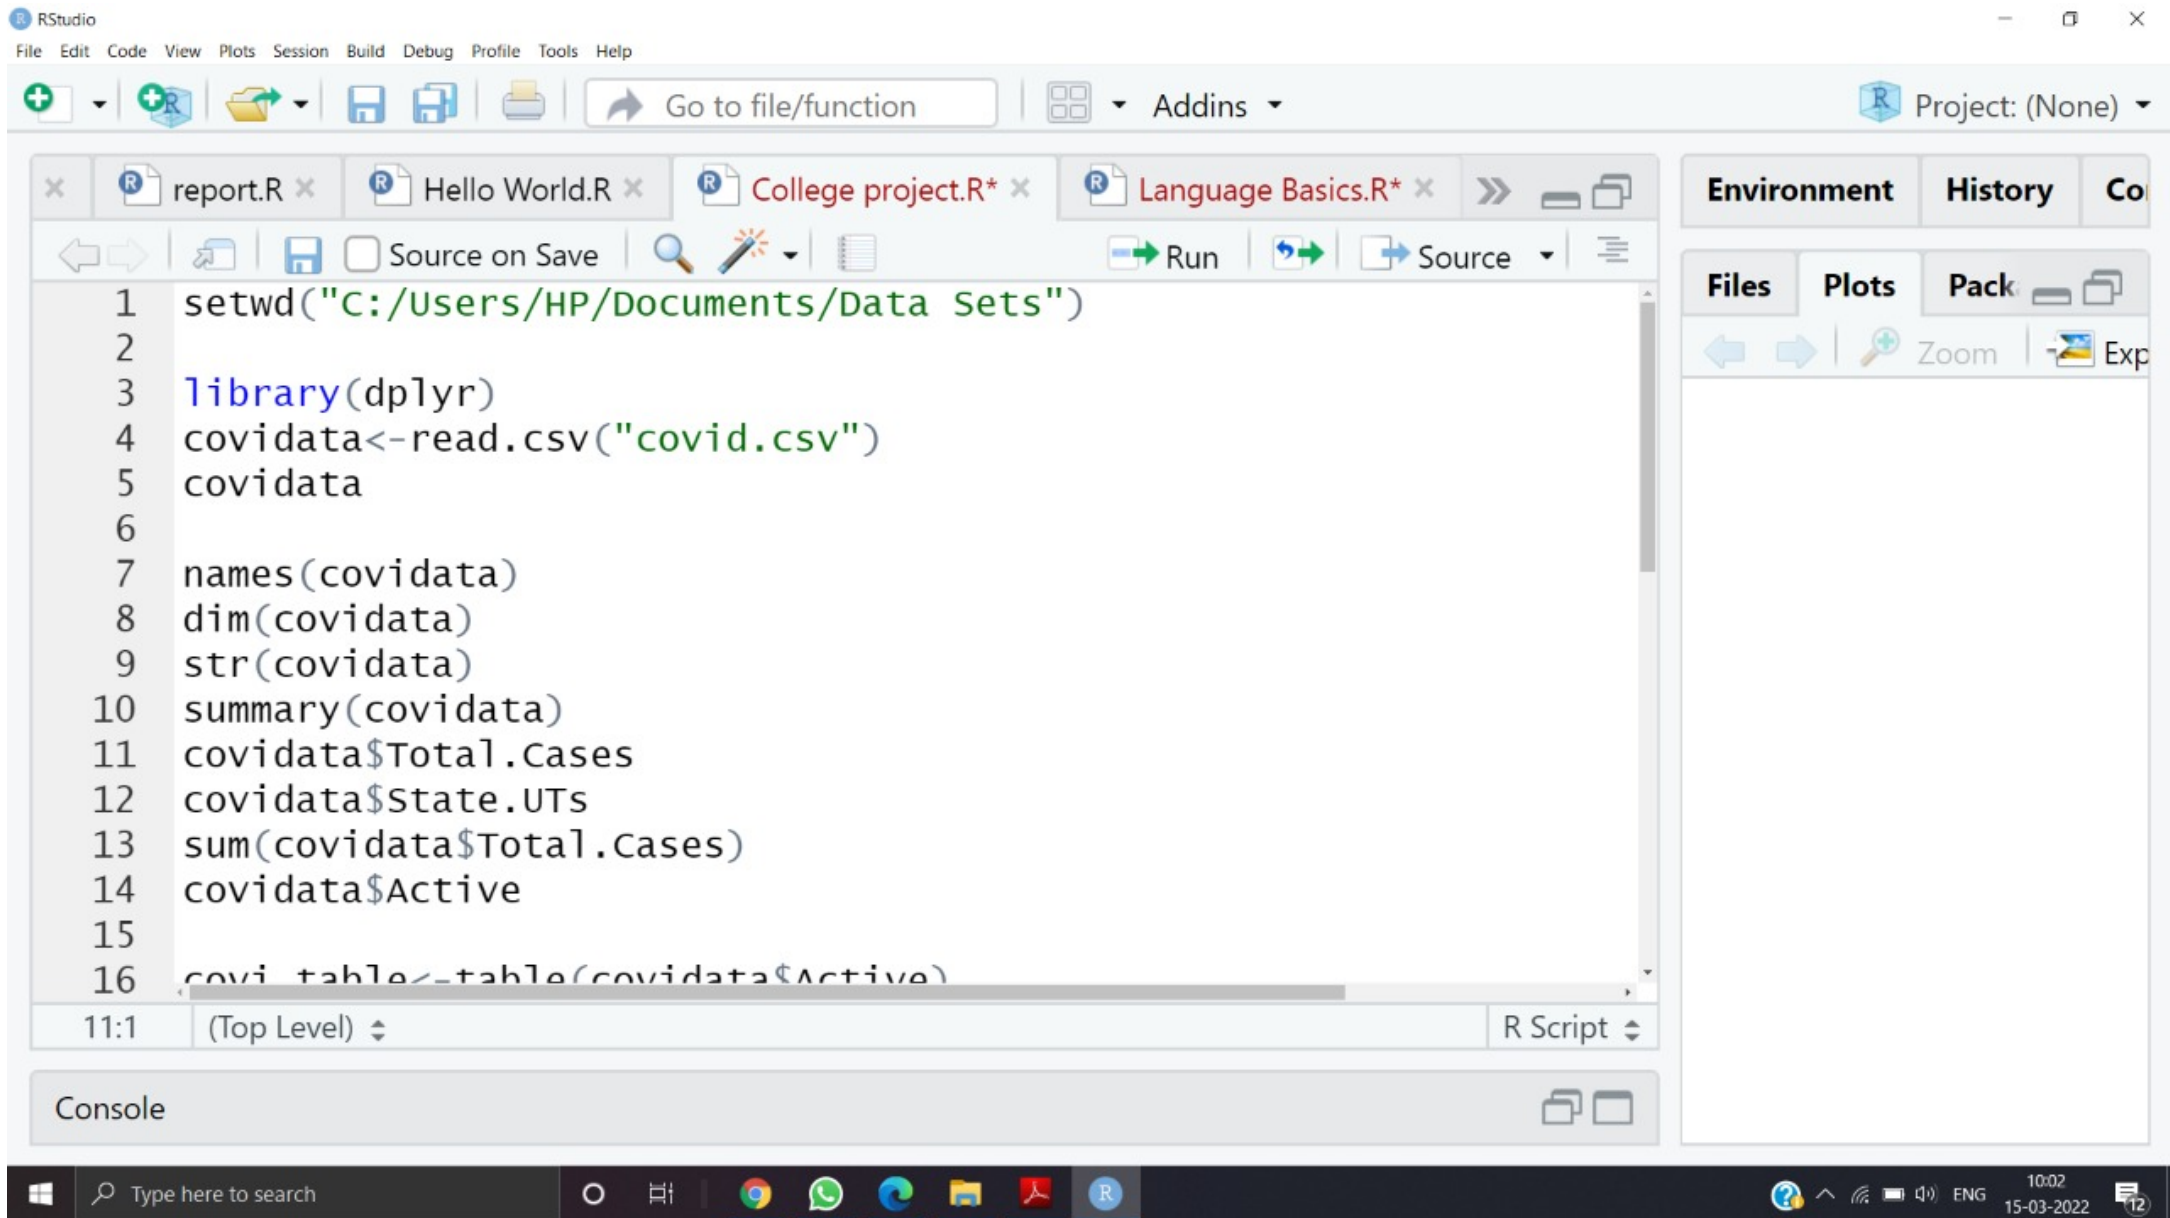 RStudio
File Edit Code View Plots Session Build Debug Profile Tools Help
Go to file/function Addins Project: (None)
report.R Hello World.R College project.R* Language Basics.R*
Source on Save Run Source
1 setwd("C:/Users/HP/Documents/Data Sets")
2
3 library(dplyr)
4 covidata<-read.csv("covid.csv")
5 covidata
6
7 names(covidata)
8 dim(covidata)
9 str(covidata)
10 summary(covidata)
11 covidata$Total.Cases
12 covidata$State.UTs
13 sum(covidata$Total.Cases)
14 covidata$Active
15
16 covi_table<-table(covidata$Active)
11:1 (Top Level) R Script
Console
Environment History Co
Files Plots Pack
Zoom Exp
Type here to search
ENG
10:02
15-03-2022
12